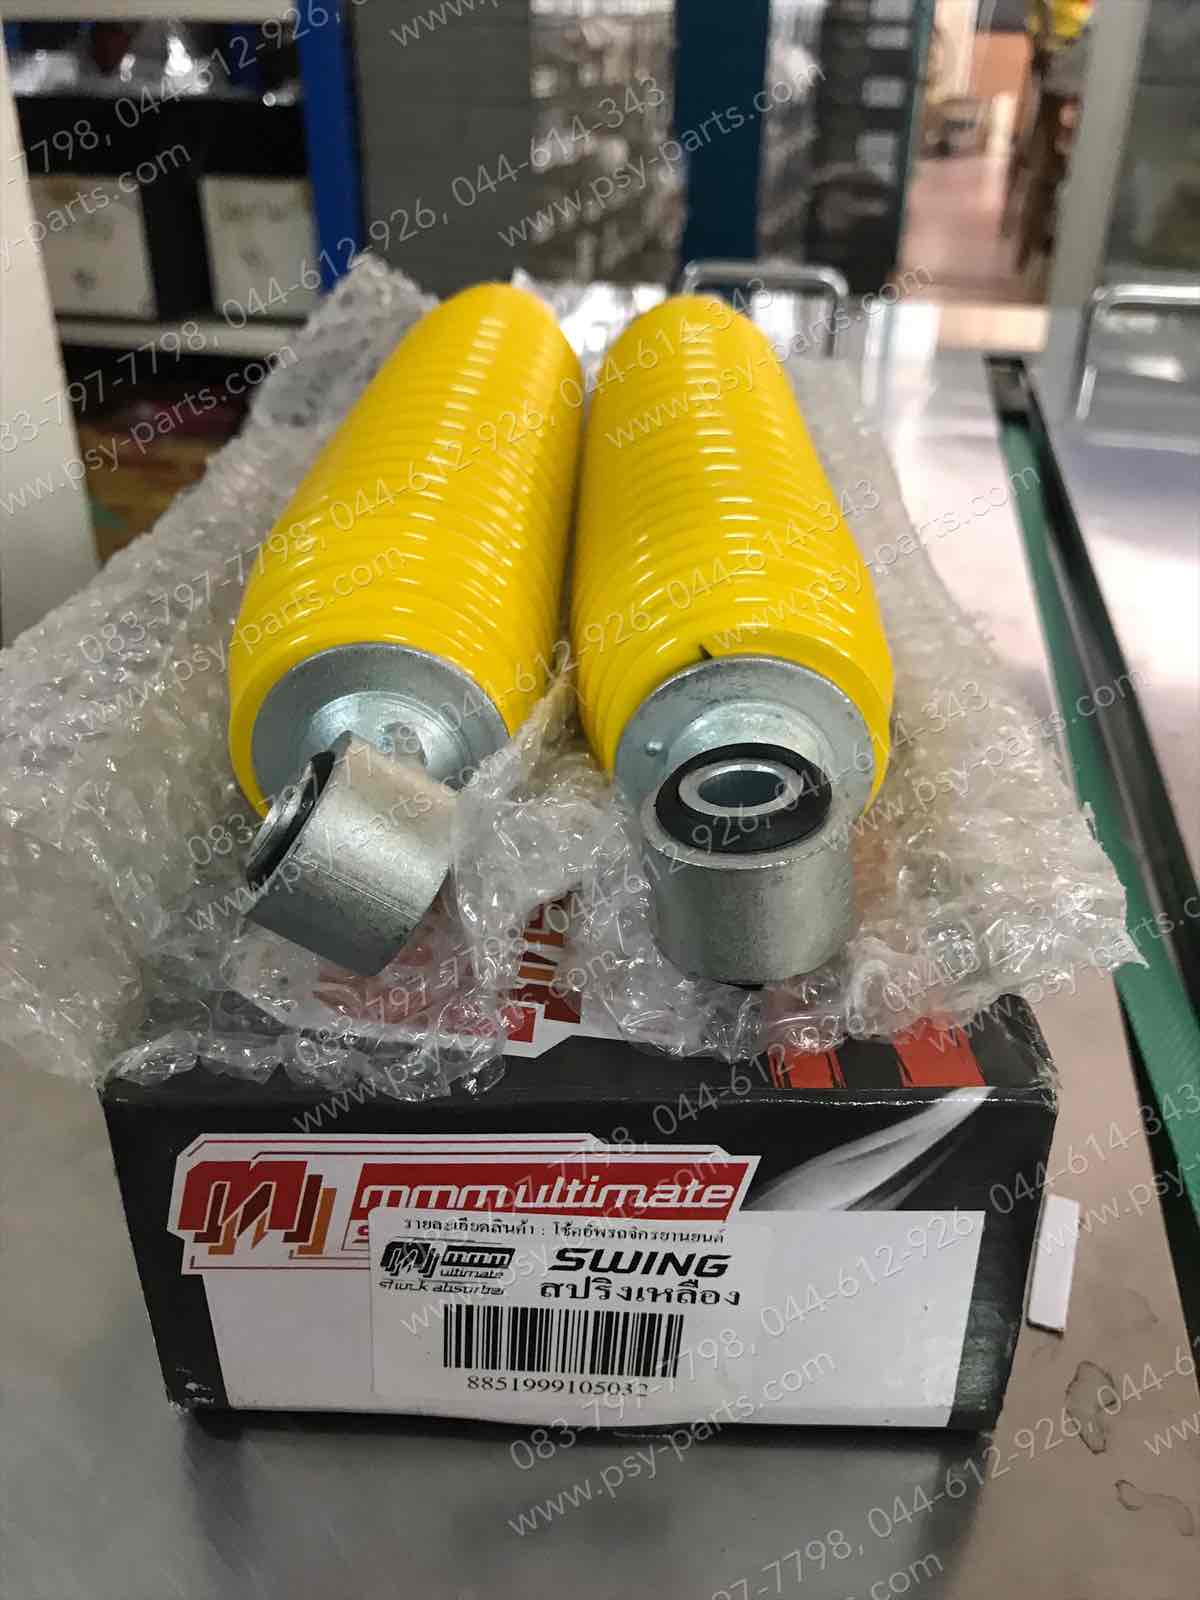 083-797-7798, 044-612-926, 044-614-343
www.psy-parts.com
mmmultimate
รายละเอียดสินค้า : โช้คอัพรถจักรยานยนต์
mmm
ultimate
shock absorber
SWING
สปริงเหลือง
8851999105032